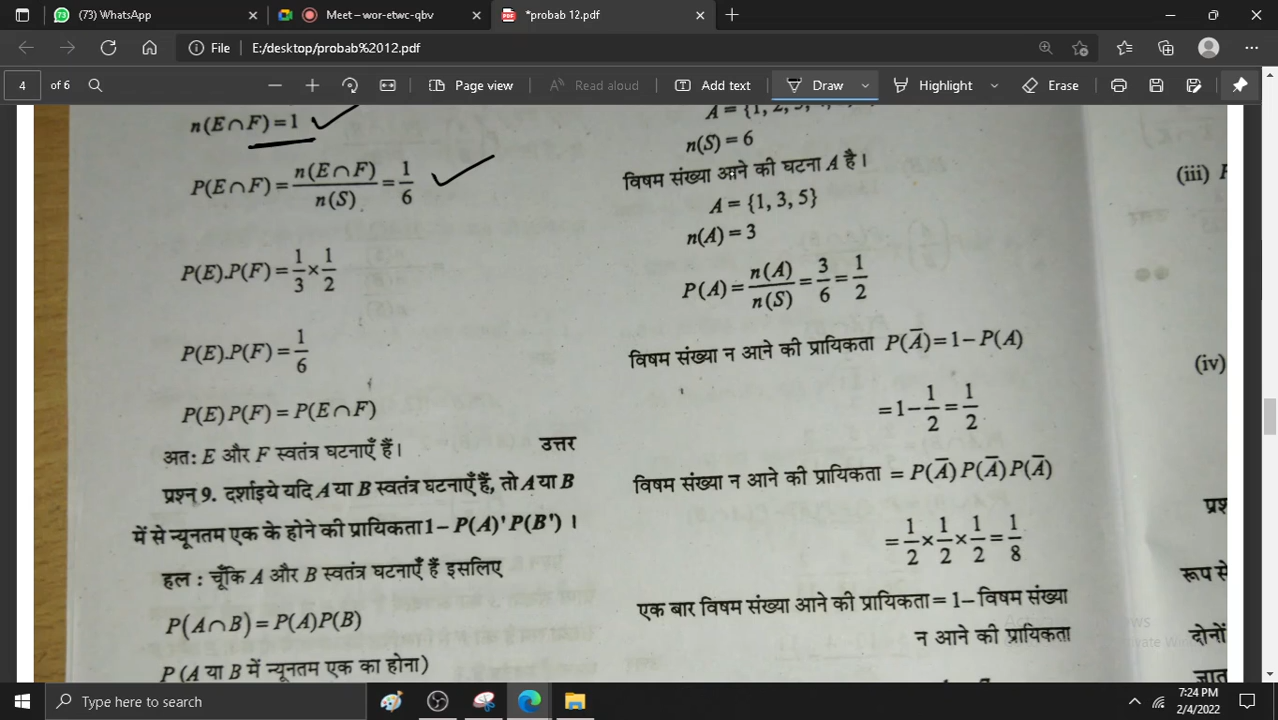 (73) WhatsApp
Meet – wor-etwc-qbv
*probab 12.pdf
File
E:/desktop/probab%2012.pdf
4 of 6
Page view
Read aloud
Add text
Draw
Highlight
Erase
n(E∩F)=1
P(E∩F)= n(E∩F)/n(S) = 1/6
P(E).P(F)= 1/3 × 1/2
P(E).P(F)= 1/6
P(E) P(F)= P(E∩F)
अतः E और F स्वतंत्र घटनाएँ हैं। उत्तर
प्रश्न 9. दर्शाइये यदि A या B स्वतंत्र घटनाएँ हैं, तो A या B
में से न्यूनतम एक के होने की प्रायिकता 1– P(A)' P(B') ।
हल : चूँकि A और B स्वतंत्र घटनाएँ हैं इसलिए
P(A∩B)= P(A)P(B)
P (A या B में न्यूनतम एक का होना)
n(S)= 6
विषम संख्या आने की घटना A है।
A = {1, 3, 5}
n(A)= 3
P(A)= n(A)/n(S) = 3/6 = 1/2
विषम संख्या न आने की प्रायिकता P(A̅)=1– P(A)
=1– 1/2 = 1/2
विषम संख्या न आने की प्रायिकता = P(A̅) P(A̅) P(A̅)
= 1/2 × 1/2 × 1/2 = 1/8
एक बार विषम संख्या आने की प्रायिकता = 1– विषम संख्या
न आने की प्रायिकता
(iii)
(iv)
प्रश
रूप से
दोनों
Type here to search
7:24 PM
2/4/2022